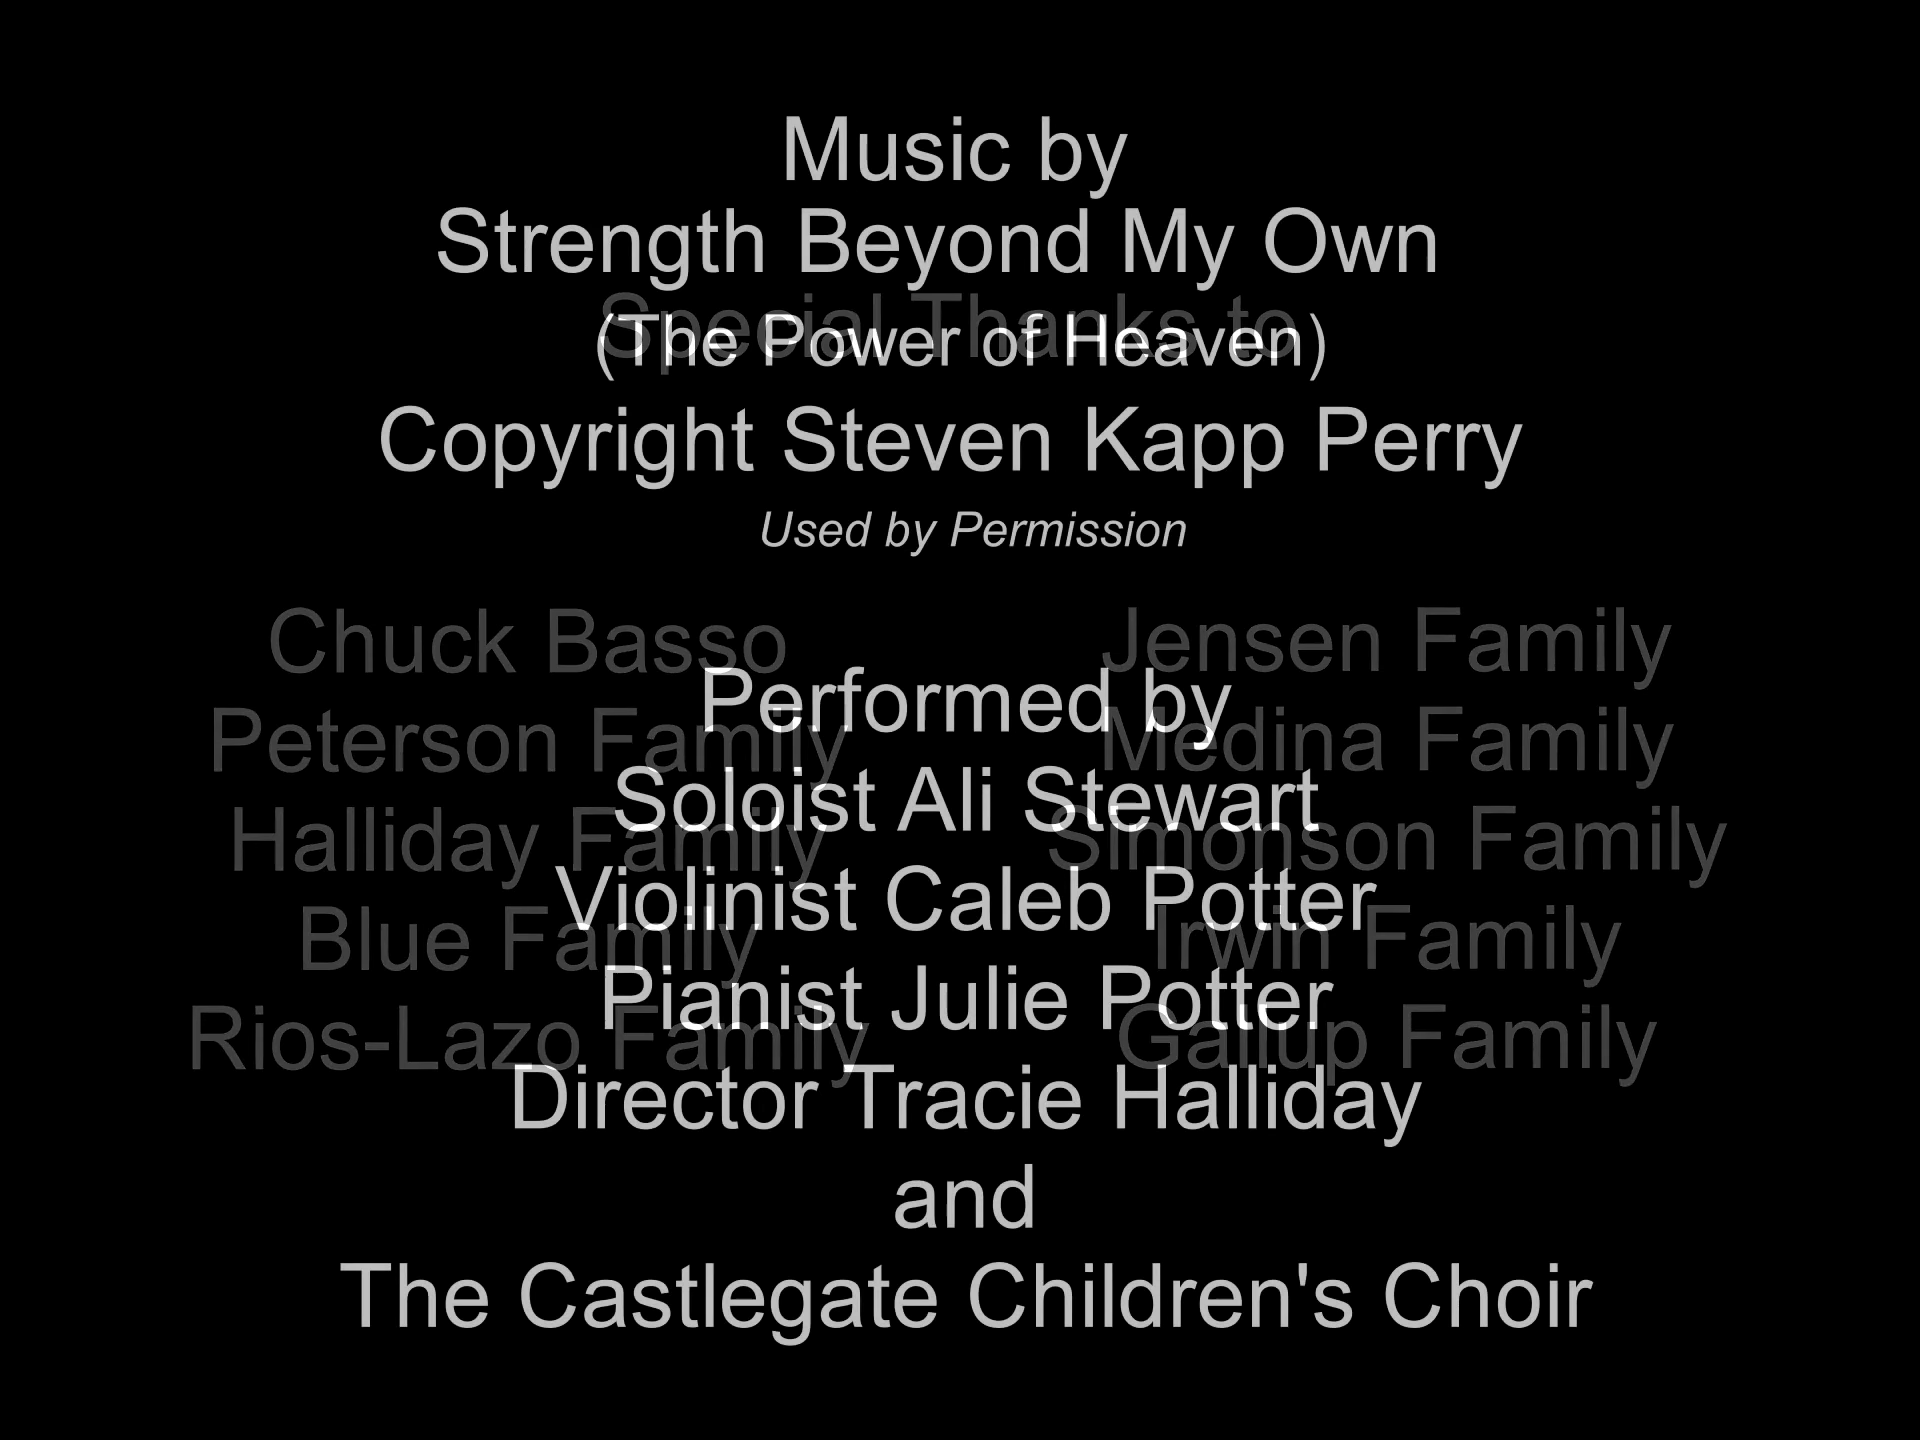 Music by
Strength Beyond My Own
Special Thanks to
(The Power of Heaven)
Copyright Steven Kapp Perry
Used by Permission
Chuck Basso
Jensen Family
Performed by
Peterson Family
Medina Family
Soloist Ali Stewart
Halliday Family
Simonson Family
Violinist Caleb Potter
Blue Family
Irwin Family
Pianist Julie Potter
Rios-Lazo Family
Gallup Family
Director Tracie Halliday
and
The Castlegate Children's Choir